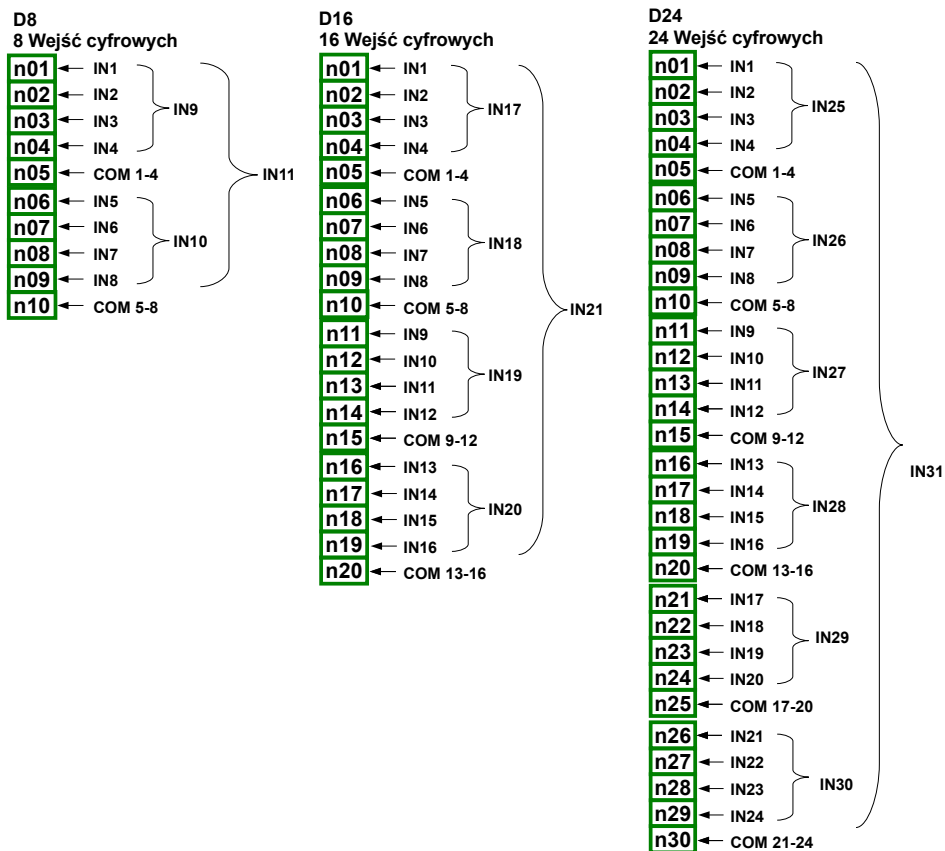 D8
8 Wejść cyfrowych
n01 IN1
n02 IN2
n03 IN3
n04 IN4
IN9
n05 COM 1-4
n06 IN5
n07 IN6
n08 IN7
n09 IN8
IN10
n10 COM 5-8
IN11
D16
16 Wejść cyfrowych
n01 IN1
n02 IN2
n03 IN3
n04 IN4
IN17
n05 COM 1-4
n06 IN5
n07 IN6
n08 IN7
n09 IN8
IN18
n10 COM 5-8
n11 IN9
n12 IN10
n13 IN11
n14 IN12
IN19
n15 COM 9-12
n16 IN13
n17 IN14
n18 IN15
n19 IN16
IN20
n20 COM 13-16
IN21
D24
24 Wejść cyfrowych
n01 IN1
n02 IN2
n03 IN3
n04 IN4
IN25
n05 COM 1-4
n06 IN5
n07 IN6
n08 IN7
n09 IN8
IN26
n10 COM 5-8
n11 IN9
n12 IN10
n13 IN11
n14 IN12
IN27
n15 COM 9-12
n16 IN13
n17 IN14
n18 IN15
n19 IN16
IN28
n20 COM 13-16
n21 IN17
n22 IN18
n23 IN19
n24 IN20
IN29
n25 COM 17-20
n26 IN21
n27 IN22
n28 IN23
n29 IN24
IN30
n30 COM 21-24
IN31